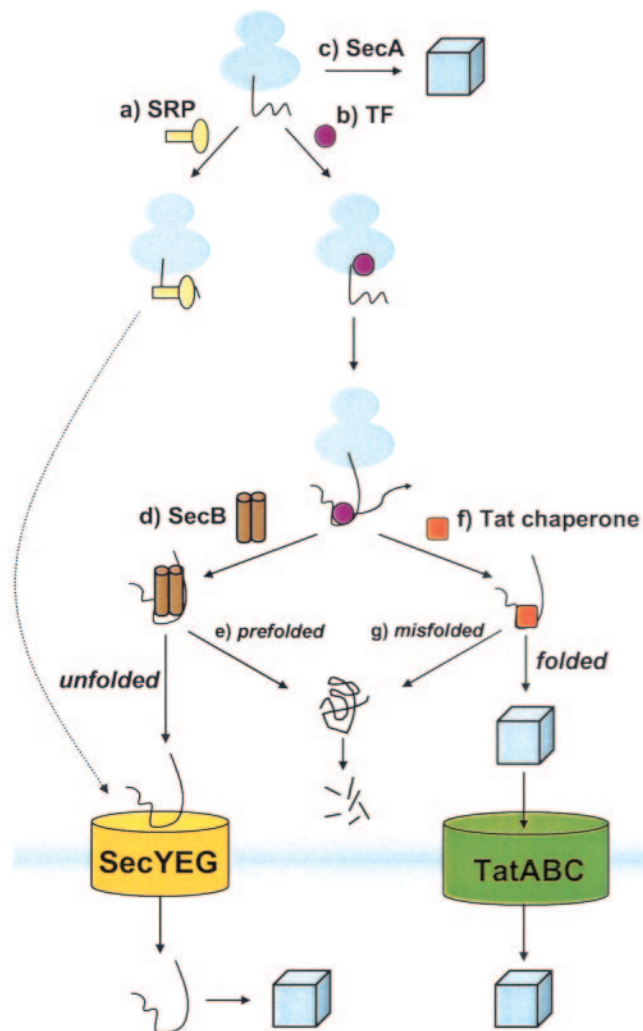 c) SecA
a) SRP
b) TF
d) SecB
f) Tat chaperone
e) prefolded
g) misfolded
unfolded
folded
SecYEG
TatABC